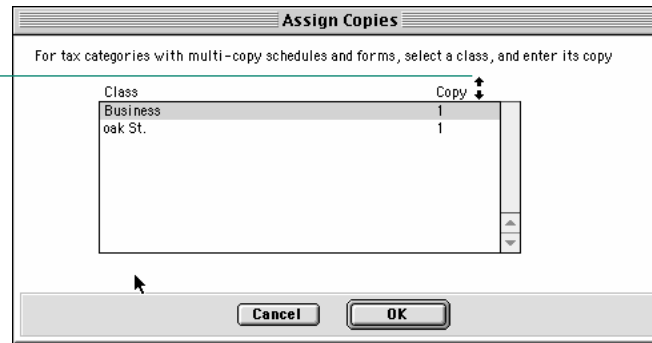 Assign Copies
For tax categories with multi-copy schedules and forms, select a class, and enter its copy
Class Copy
Business 1
oak St. 1
Cancel OK